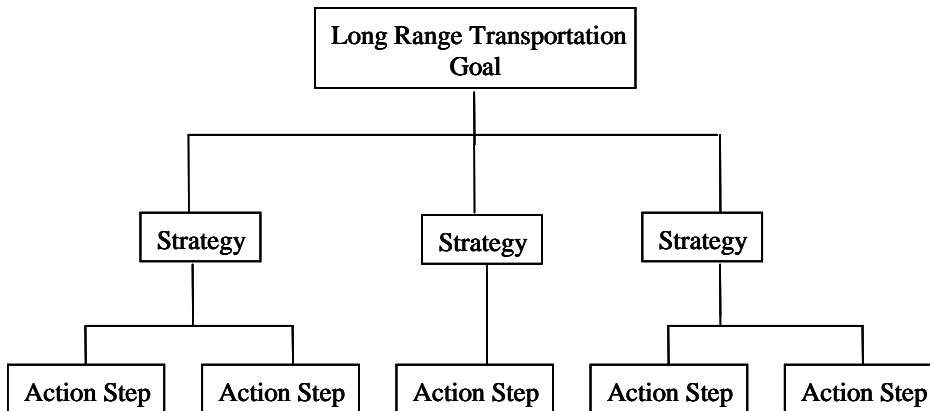 Long Range Transportation
Goal
Strategy
Strategy
Strategy
Action Step
Action Step
Action Step
Action Step
Action Step